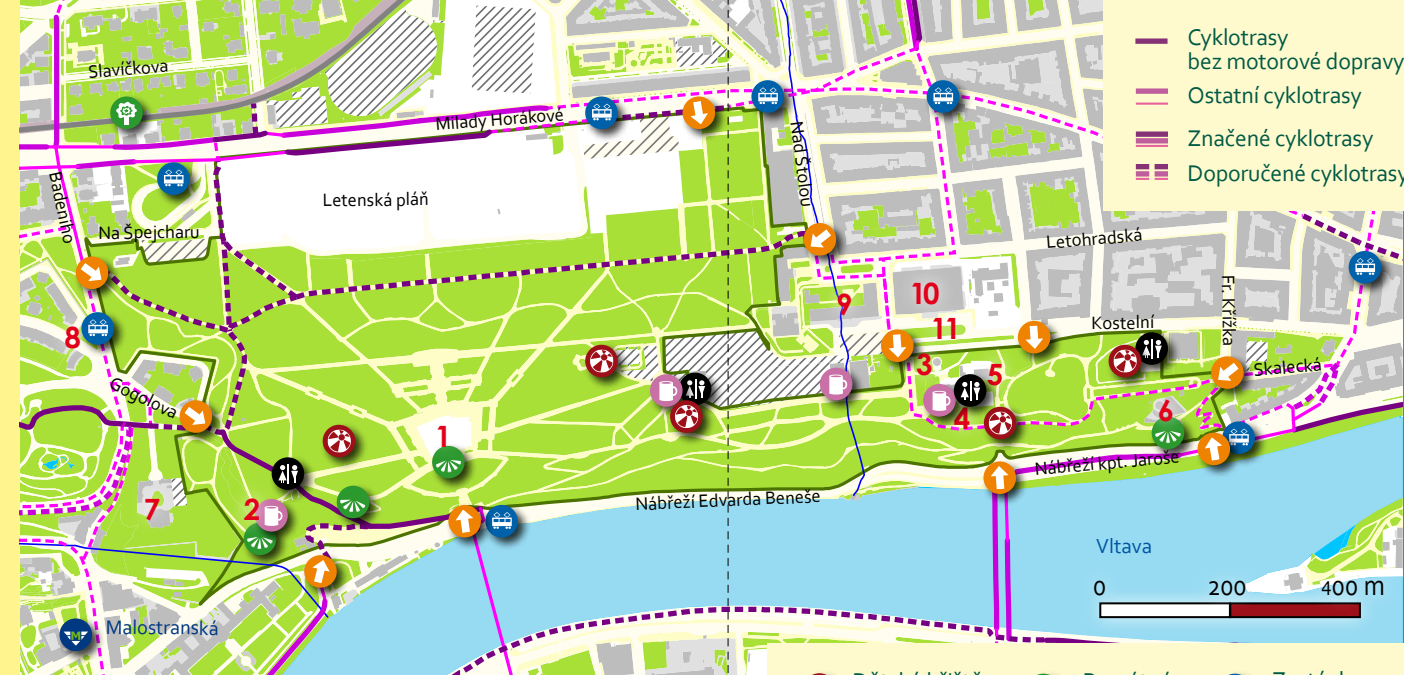 Cyklotrasy
bez motorové dopravy
Ostatní cyklotrasy
Značené cyklotrasy
Doporučené cyklotrasy
Slavíčkova
Milady Horákové
Nad Štolou
Badeniho
Letenská pláň
Na Špejcharu
Letohradská
10
9
8
11
Kostelní
Fr. Křížka
3
5
Skalecká
Gogolova
4
6
1
Nábřeží kpt. Jaroše
Nábřeží Edvarda Beneše
7
2
Vltava
0 200 400 m
M
Malostranská